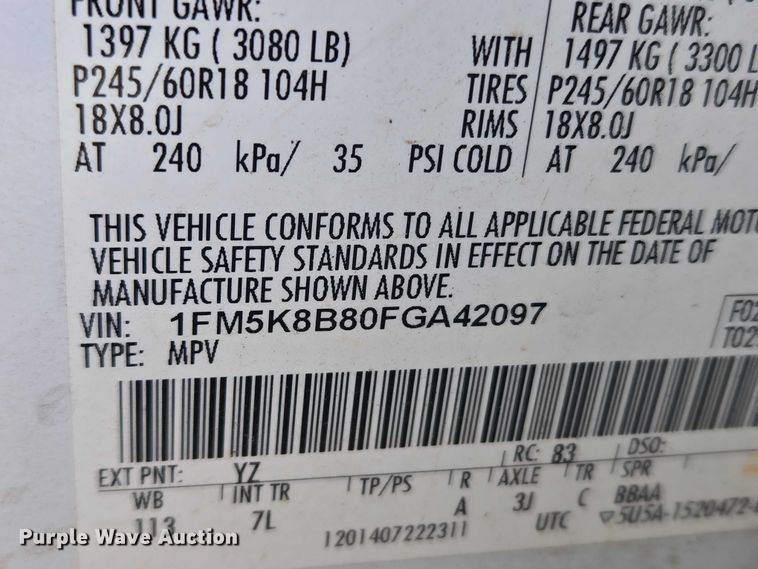 FRONT GAWR:
REAR GAWR:
1397 KG ( 3080 LB) WITH 1497 KG ( 3300
P245/60R18 104H TIRES P245/60R18 104H
18X8.0J RIMS 18X8.0J
AT 240 kPa/ 35 PSI COLD AT 240 kPa/
THIS VEHICLE CONFORMS TO ALL APPLICABLE FEDERAL
VEHICLE SAFETY STANDARDS IN EFFECT ON THE DATE OF
MANUFACTURE SHOWN ABOVE.
VIN: 1FM5K8B80FGA42097
TYPE: MPV
EXT PNT: YZ RC: 83 DSO:
WB INT TR TP/PS R AXLE TR SPR
113 7L A 3J C BBAA
1201407222311 UTC
Purple Wave Auction